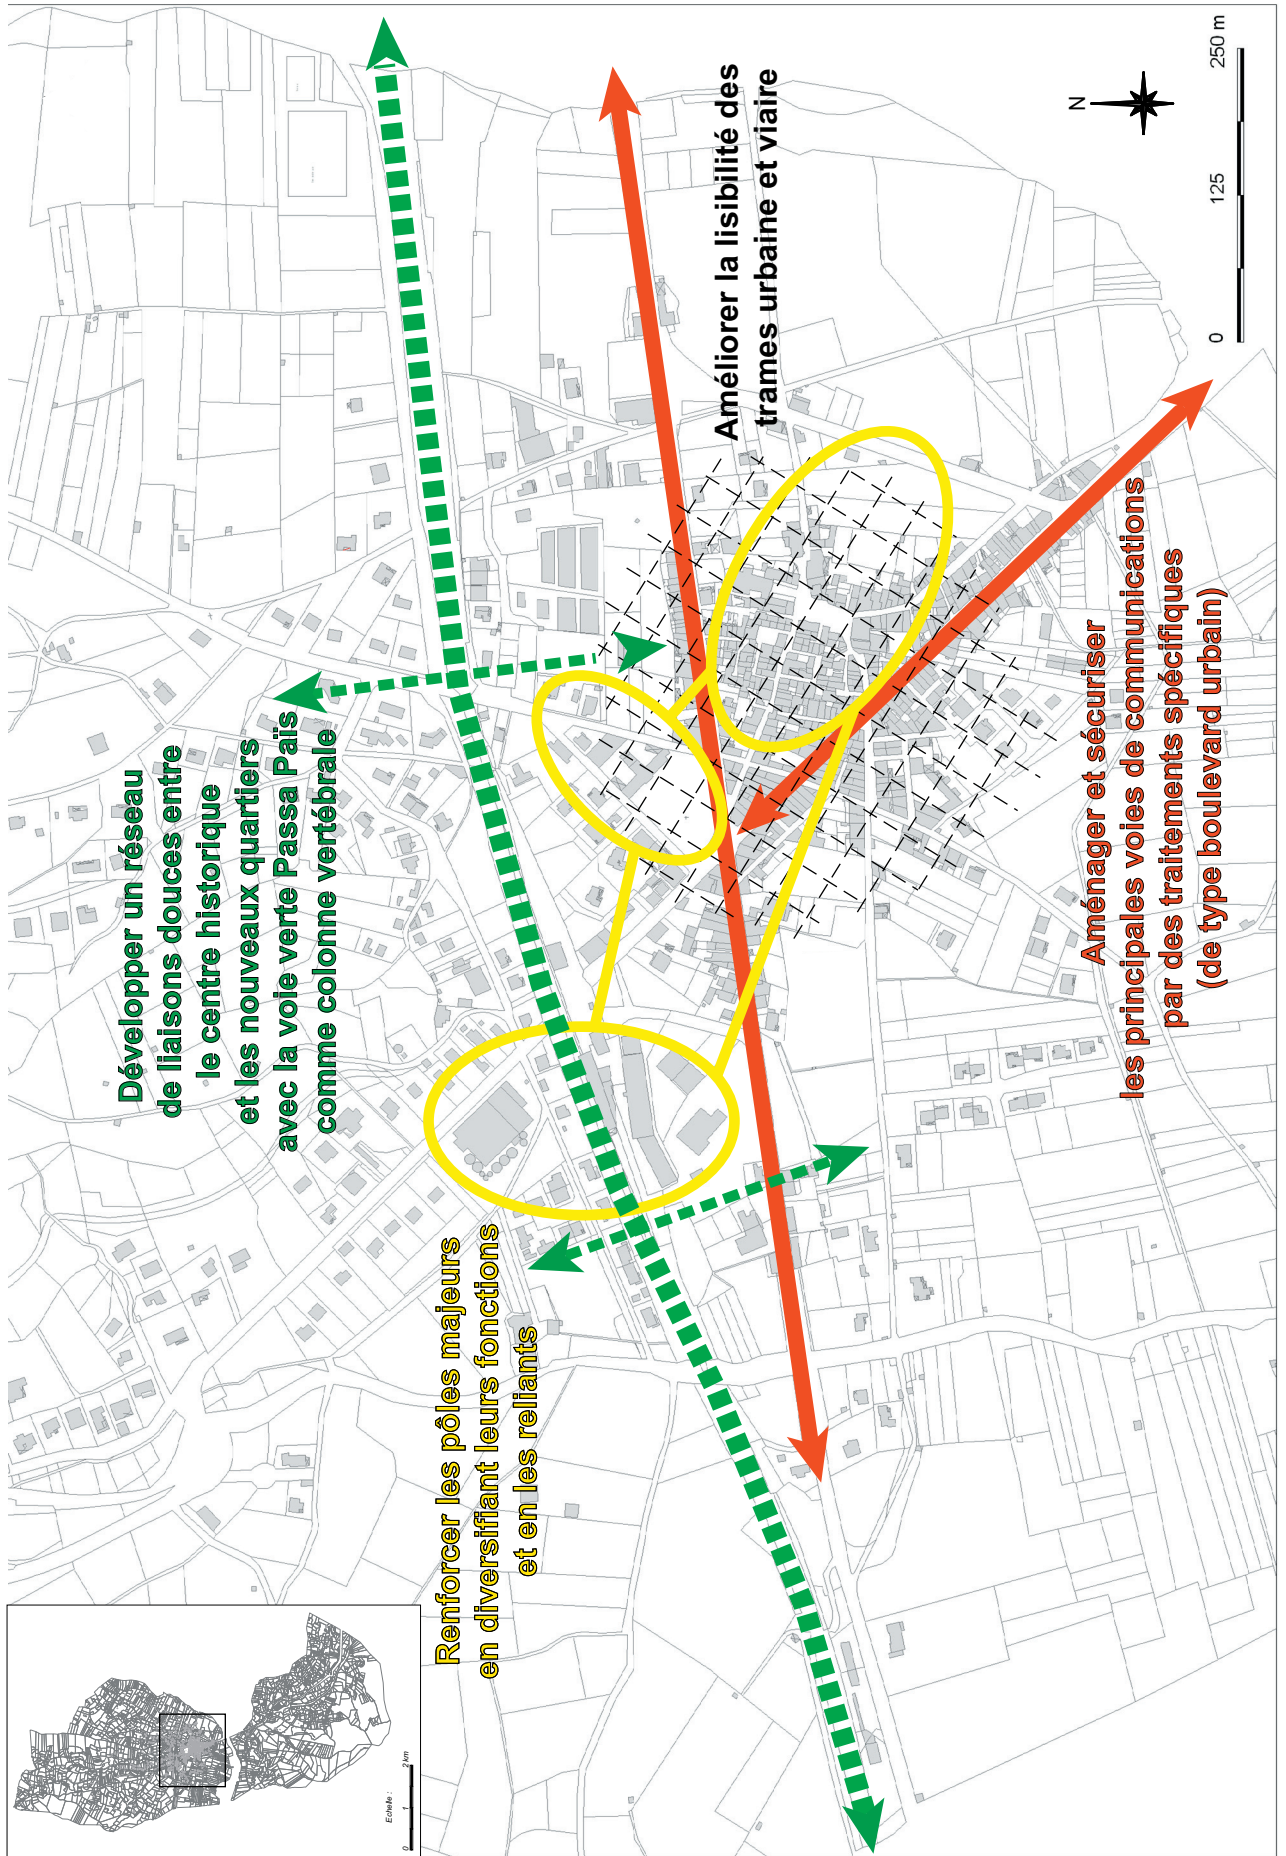 Développer un réseau
de liaisons douces entre
le centre historique
et les nouveaux quartiers
avec la voie verte Passa Païs
comme colonne vertébrale
Renforcer les pôles majeurs
en diversifiant leurs fonctions
et en les reliants
Améliorer la lisibilité des
trames urbaine et viaire
Aménager et sécuriser
les principales voies de communications
par des traitements spécifiques
(de type boulevard urbain)
N
0 125 250 m
Echelle :
0 1 2 km